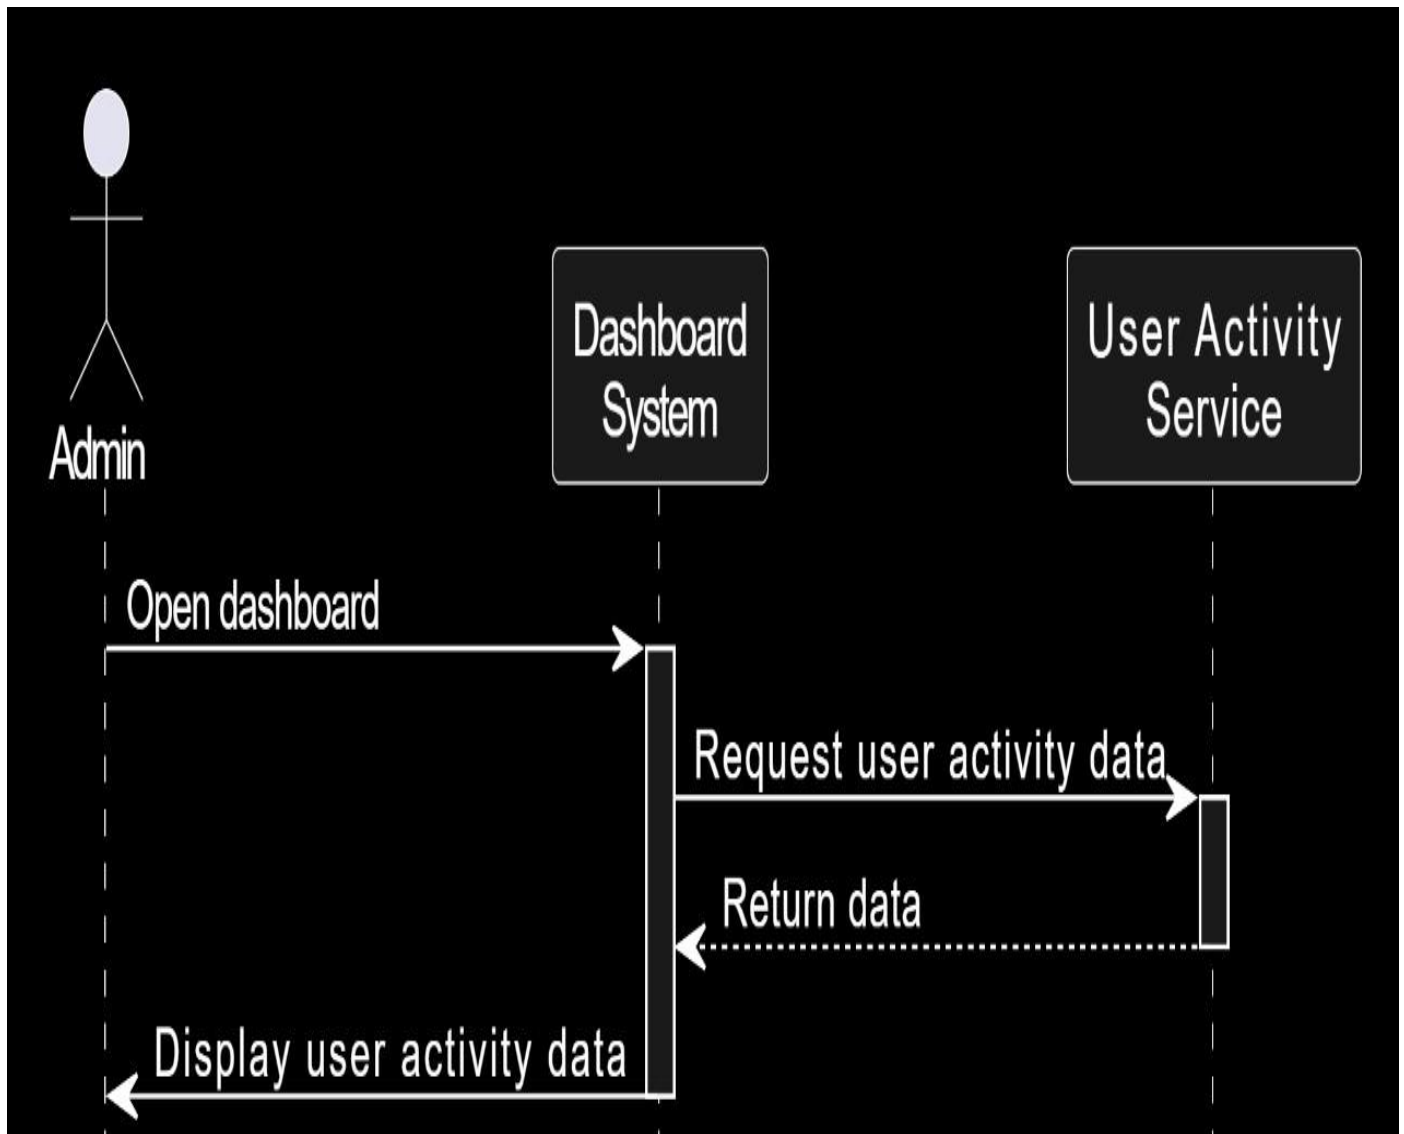 Admin
Dashboard
System
User Activity
Service
Open dashboard
Request user activity data
Return data
Display user activity data